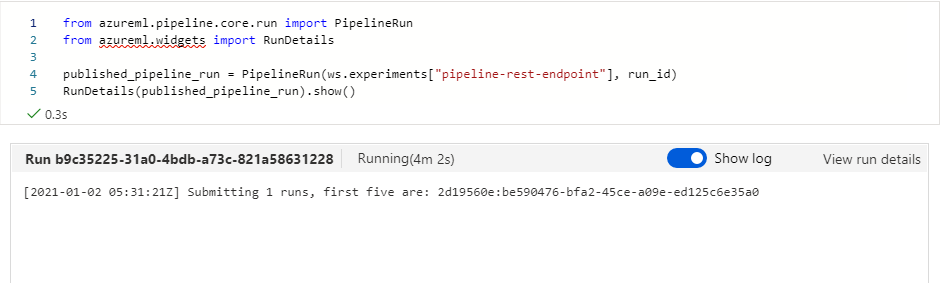 1 from azureml.pipeline.core.run import PipelineRun
2 from azureml.widgets import RunDetails
3
4 published_pipeline_run = PipelineRun(ws.experiments["pipeline-rest-endpoint"], run_id)
5 RunDetails(published_pipeline_run).show()
0.3s
Run b9c35225-31a0-4bdb-a73c-821a58631228 Running(4m 2s) Show log View run details
[2021-01-02 05:31:21Z] Submitting 1 runs, first five are: 2d19560e:be590476-bfa2-45ce-a09e-ed125c6e35a0